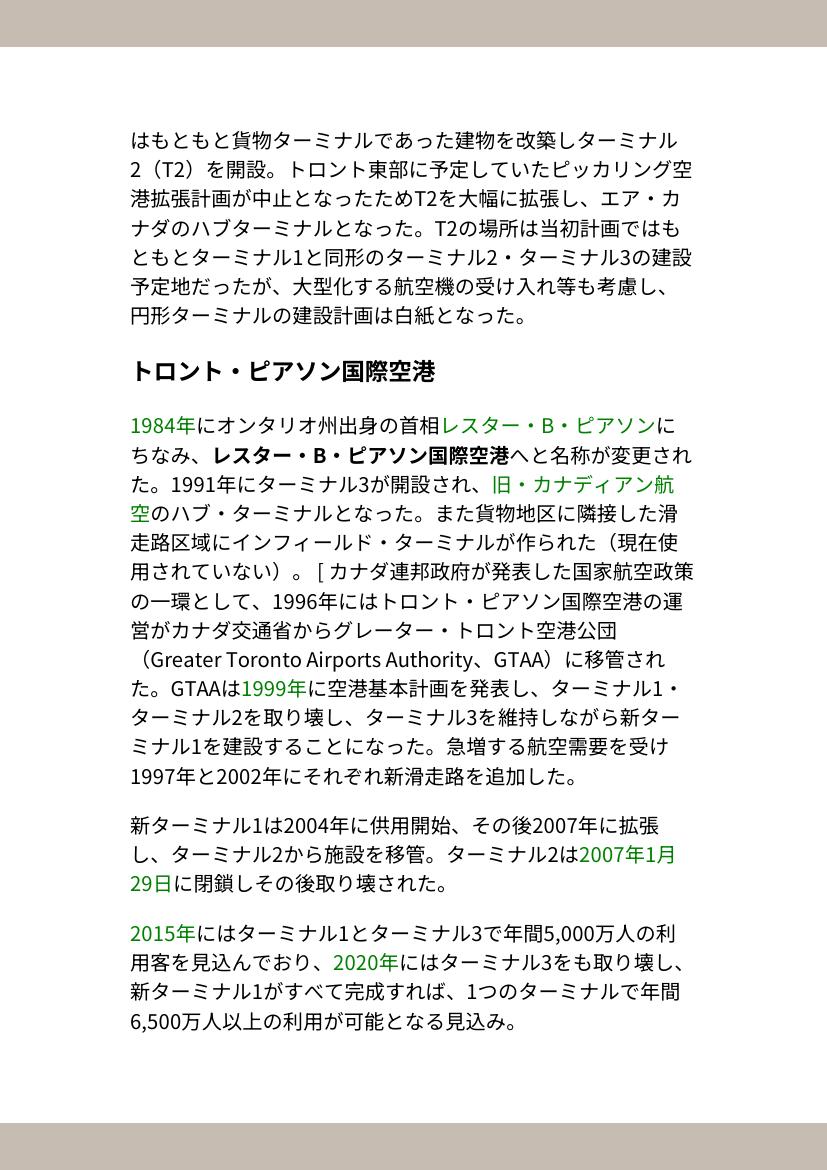 はもともと貨物ターミナルであった建物を改築しターミナル
2（T2）を開設。トロント東部に予定していたピッカリング空
港拡張計画が中止となったためT2を大幅に拡張し、エア・カ
ナダのハブターミナルとなった。T2の場所は当初計画ではも
ともとターミナル1と同形のターミナル2・ターミナル3の建設
予定地だったが、大型化する航空機の受け入れ等も考慮し、
円形ターミナルの建設計画は白紙となった。
トロント・ピアソン国際空港
1984年にオンタリオ州出身の首相レスター・B・ピアソンに
ちなみ、レスター・B・ピアソン国際空港へと名称が変更され
た。1991年にターミナル3が開設され、旧・カナディアン航
空のハブ・ターミナルとなった。また貨物地区に隣接した滑
走路区域にインフィールド・ターミナルが作られた（現在使
用されていない）。 [ カナダ連邦政府が発表した国家航空政策
の一環として、1996年にはトロント・ピアソン国際空港の運
営がカナダ交通省からグレーター・トロント空港公団
（Greater Toronto Airports Authority、GTAA）に移管され
た。GTAAは1999年に空港基本計画を発表し、ターミナル1・
ターミナル2を取り壊し、ターミナル3を維持しながら新ター
ミナル1を建設することになった。急増する航空需要を受け
1997年と2002年にそれぞれ新滑走路を追加した。
新ターミナル1は2004年に供用開始、その後2007年に拡張
し、ターミナル2から施設を移管。ターミナル2は2007年1月
29日に閉鎖しその後取り壊された。
2015年にはターミナル1とターミナル3で年間5,000万人の利
用客を見込んでおり、2020年にはターミナル3をも取り壊し、
新ターミナル1がすべて完成すれば、1つのターミナルで年間
6,500万人以上の利用が可能となる見込み。